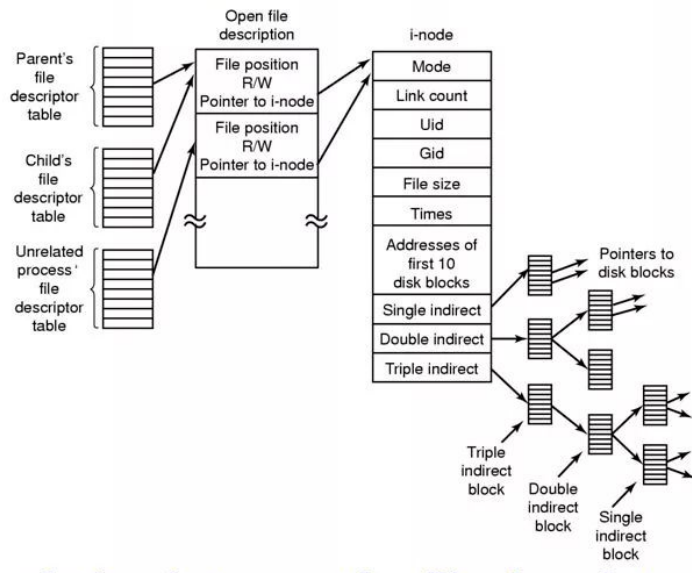 Open file
description
i-node
Parent's
file
descriptor
table
Child's
file
descriptor
table
Unrelated
process'
file
descriptor
table
File position
R/W
Pointer to i-node
File position
R/W
Pointer to i-node
Mode
Link count
Uid
Gid
File size
Times
Addresses of
first 10
disk blocks
Single indirect
Double indirect
Triple indirect
Pointers to
disk blocks
Triple
indirect
block
Double
indirect
block
Single
indirect
block